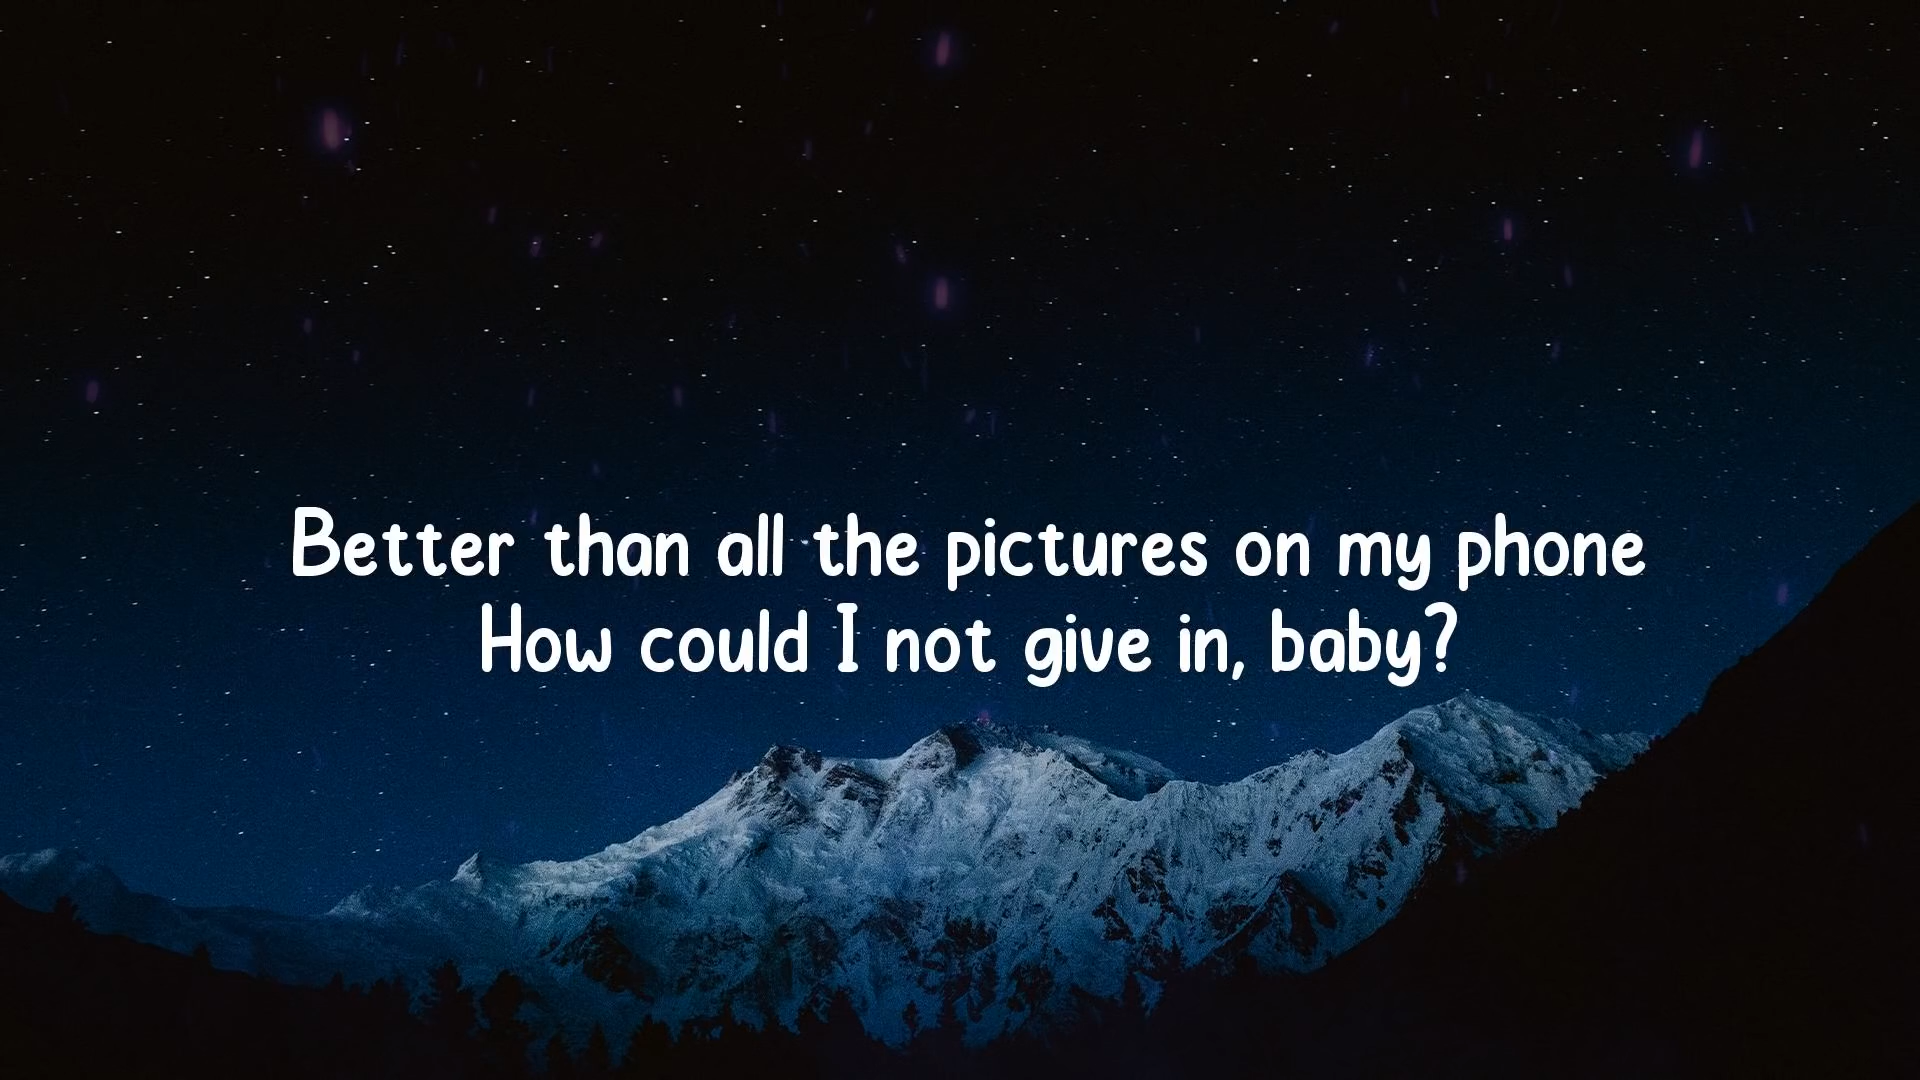 Better than all the pictures on my phone
How could I not give in, baby?